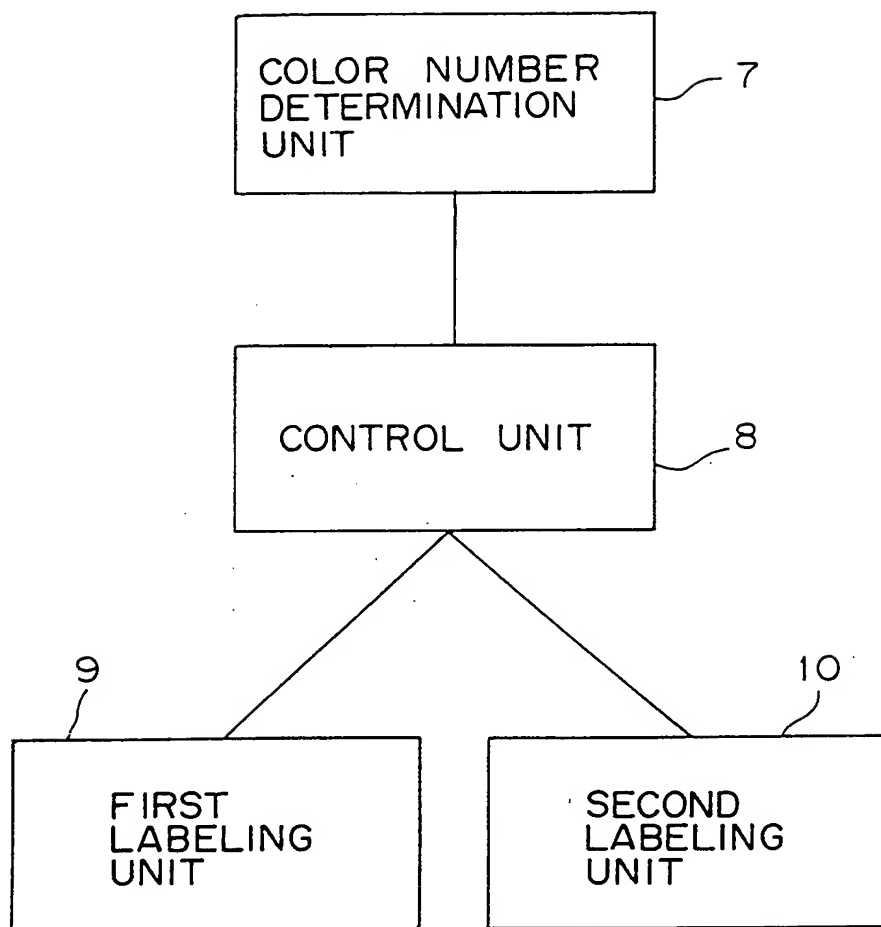 COLOR NUMBER
DETERMINATION
UNIT
7
CONTROL UNIT
8
9
10
FIRST
LABELING
UNIT
SECOND
LABELING
UNIT